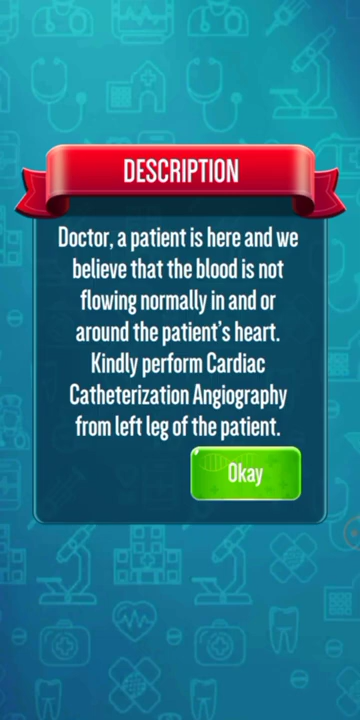 DESCRIPTION
Doctor, a patient is here and we
believe that the blood is not
flowing normally in and or
around the patient's heart.
Kindly perform Cardiac
Catheterization Angiography
from left leg of the patient.
Okay